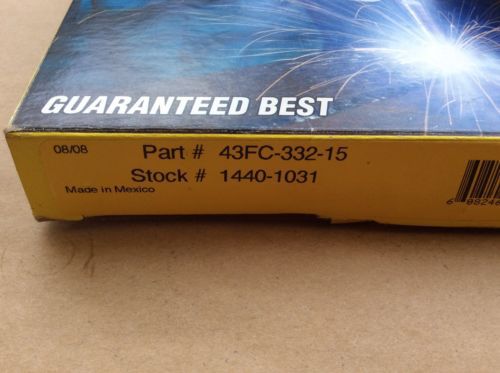 GUARANTEED BEST
08/08 Part # 43FC-332-15
Stock # 1440-1031
Made in Mexico